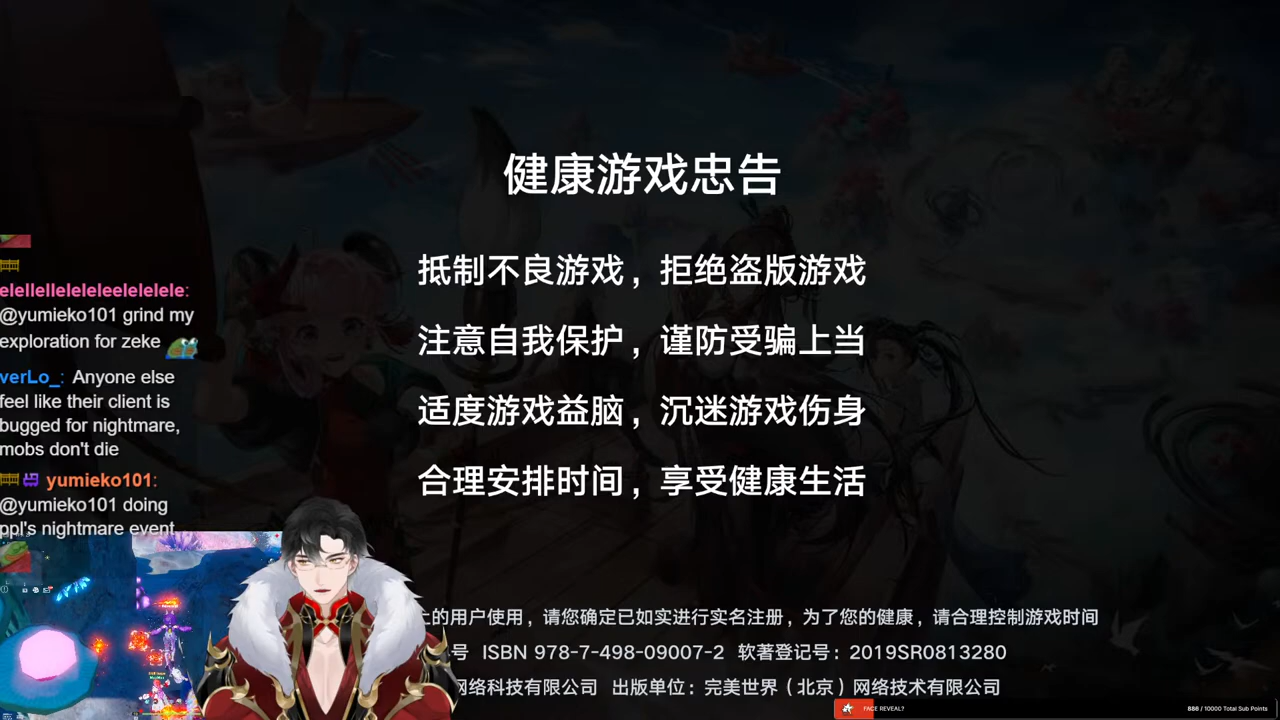 健康游戏忠告
抵制不良游戏，拒绝盗版游戏
注意自我保护，谨防受骗上当
适度游戏益脑，沉迷游戏伤身
合理安排时间，享受健康生活
上的用户使用，请您确定已如实进行实名注册，为了您的健康，请合理控制游戏时间
号 ISBN 978-7-498-09007-2 软著登记号：2019SR0813280
网络科技有限公司 出版单位：完美世界（北京）网络技术有限公司
elellelleleleleelelelele:
@yumieko101 grind my
exploration for zeke
verLo_: Anyone else
feel like their client is
bugged for nightmare,
mobs don't die
yumieko101:
@yumieko101 doing
ppl's nightmare event
FACE REVEAL?
886 / 10000 Total Sub Points